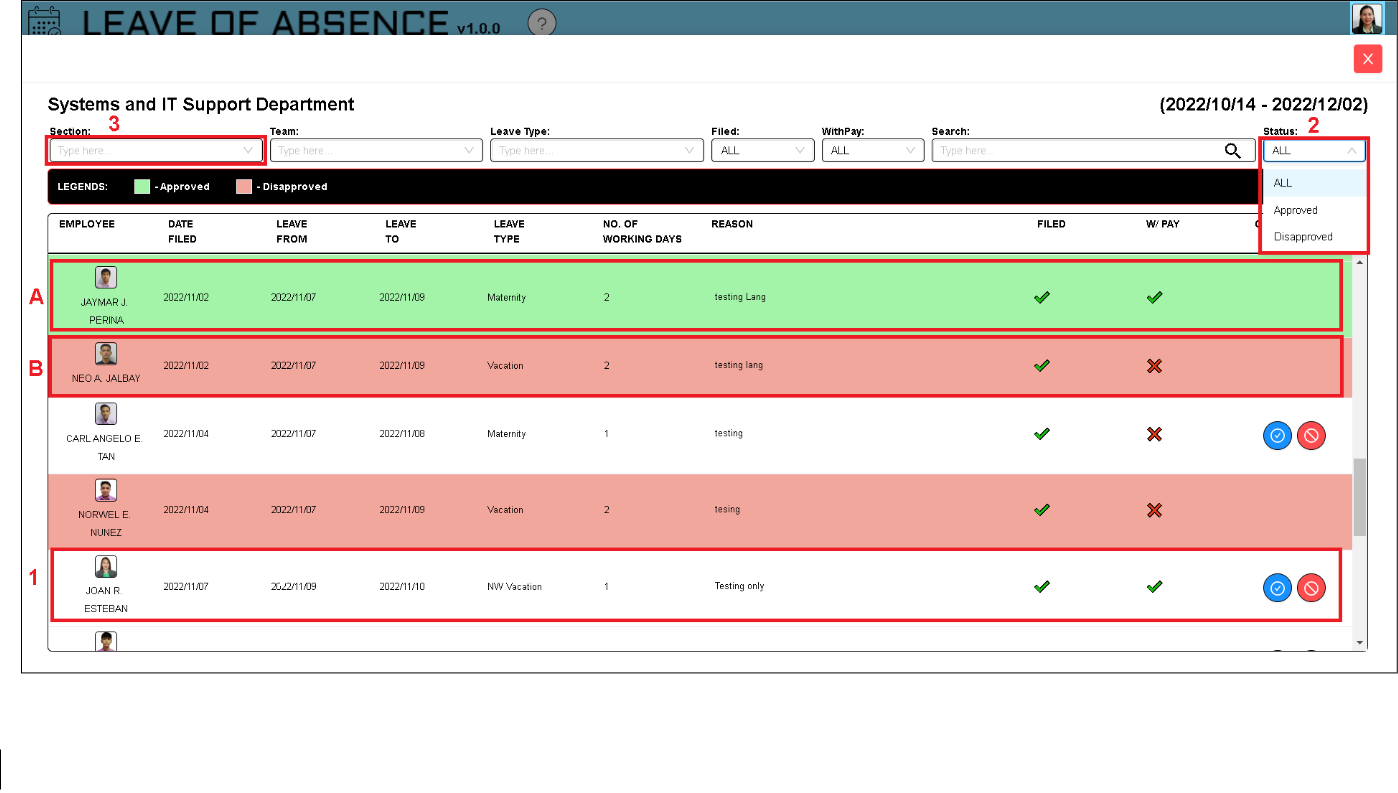 LEAVE OF ABSENCE v1.0.0 ?
X
Systems and IT Support Department (2022/10/14 - 2022/12/02)
3 2
Section: Team: Leave Type: Filed: WithPay: Search: Status:
Type here... Type here... Type here... ALL ALL Type here... ALL
LEGENDS: - Approved - Disapproved
ALL
Approved
Disapproved
EMPLOYEE DATE FILED LEAVE FROM LEAVE TO LEAVE TYPE NO. OF WORKING DAYS REASON FILED W/ PAY
A
JAYMAR J. PERINA 2022/11/02 2022/11/07 2022/11/09 Maternity 2 testing Lang
B
NEO A. JALBAY 2022/11/02 2022/11/07 2022/11/09 Vacation 2 testing lang
CARL ANGELO E. TAN 2022/11/04 2022/11/07 2022/11/08 Maternity 1 testing
NORWEL E. NUNEZ 2022/11/04 2022/11/07 2022/11/09 Vacation 2 tesing
1
JOAN R. ESTEBAN 2022/11/07 2022/11/09 2022/11/10 NW Vacation 1 Testing only